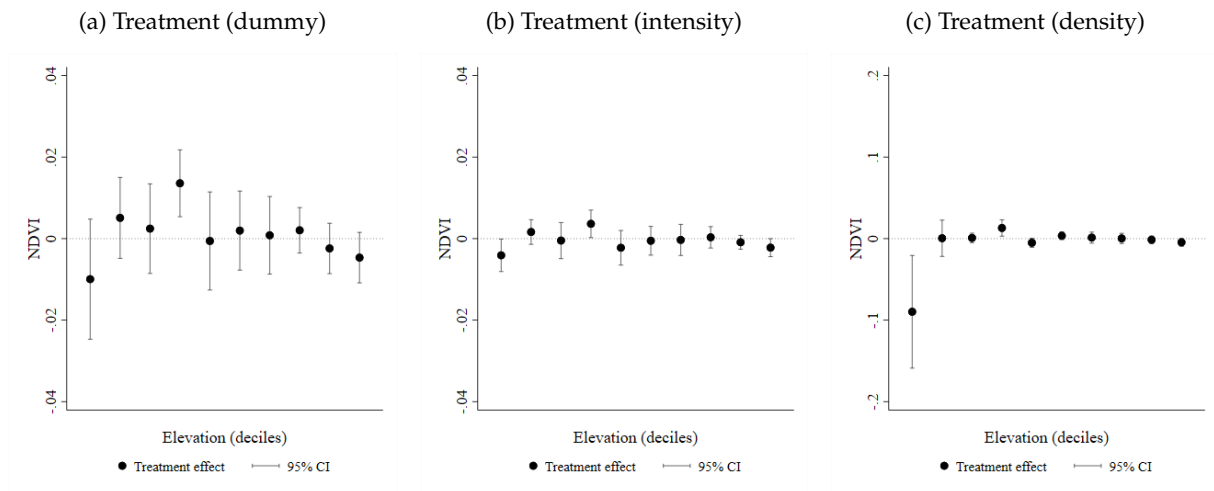 (a) Treatment (dummy)
.04
.02
0
-.02
-.04
NDVI
Elevation (deciles)
Treatment effect
95% CI
(b) Treatment (intensity)
.04
.02
0
-.02
-.04
NDVI
Elevation (deciles)
Treatment effect
95% CI
(c) Treatment (density)
.2
.1
0
-.1
-.2
NDVI
Elevation (deciles)
Treatment effect
95% CI